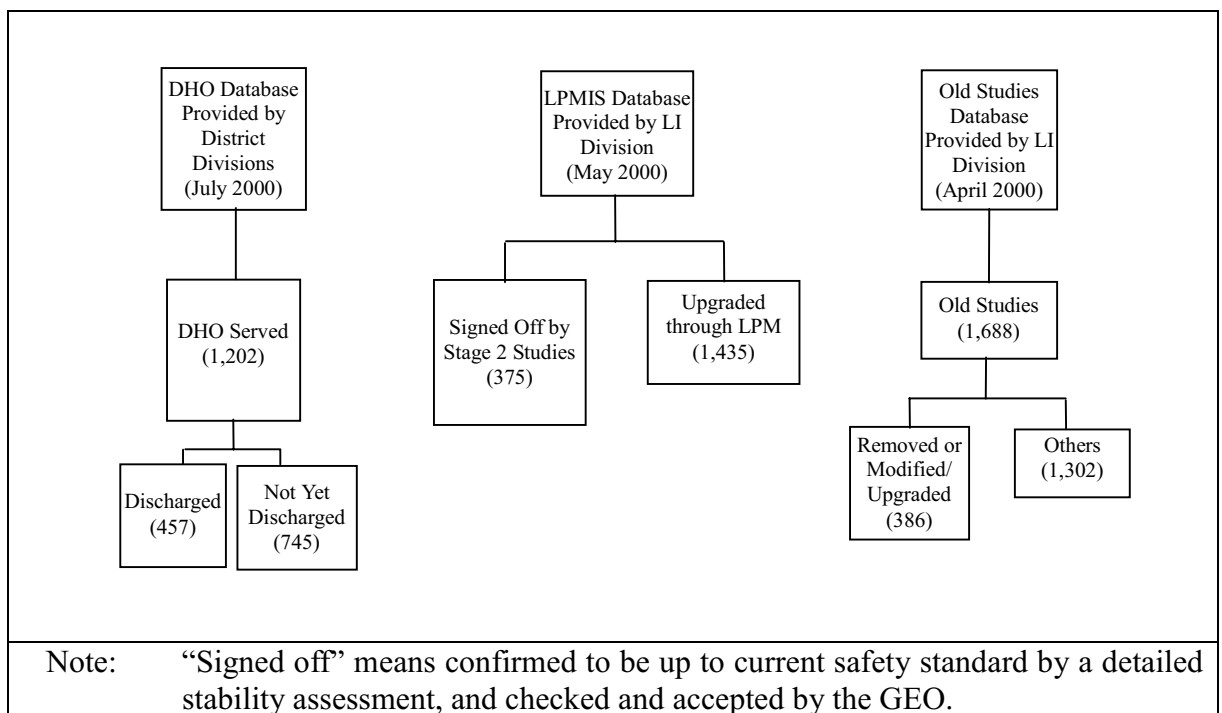 DHO Database
Provided by
District
Divisions
(July 2000)
DHO Served
(1,202)
Discharged
(457)
Not Yet
Discharged
(745)
LPMIS Database
Provided by LI
Division
(May 2000)
Signed Off by
Stage 2 Studies
(375)
Upgraded
through LPM
(1,435)
Old Studies
Database
Provided by LI
Division
(April 2000)
Old Studies
(1,688)
Removed or
Modified/
Upgraded
(386)
Others
(1,302)
Note: “Signed off” means confirmed to be up to current safety standard by a detailed
stability assessment, and checked and accepted by the GEO.